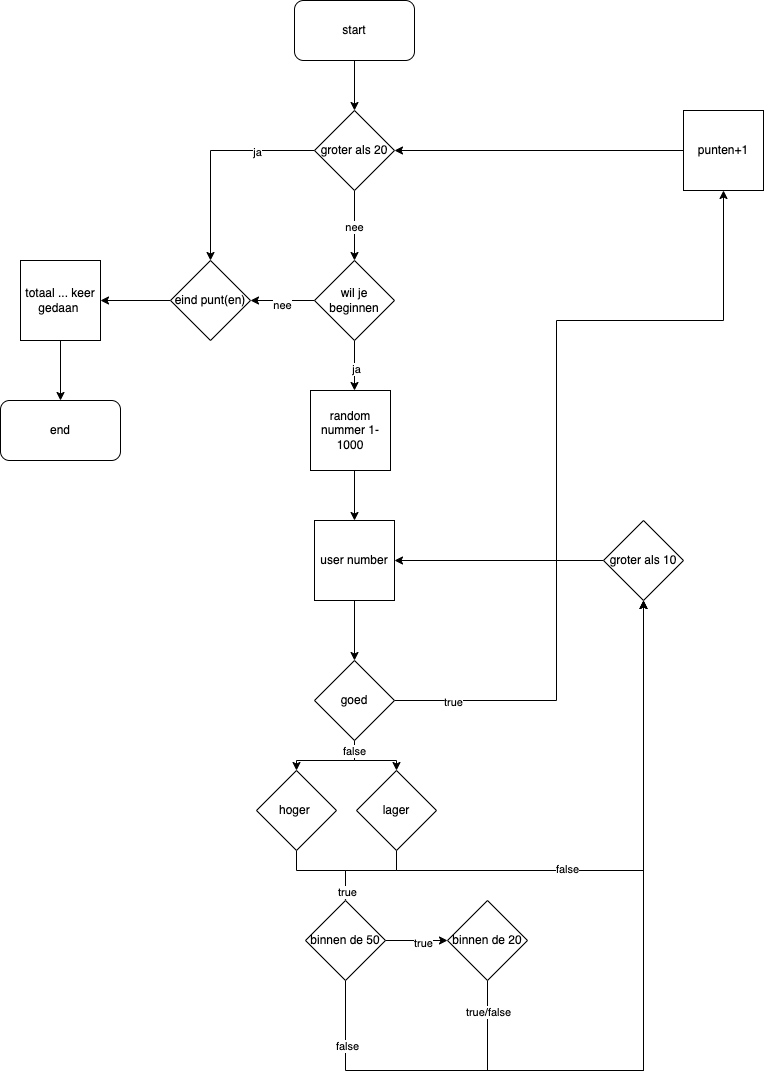 start
groter als 20
punten+1
ja
nee
totaal ... keer
gedaan
eind punt(en)
nee
wil je
beginnen
ja
end
random
nummer 1-
1000
user number
groter als 10
goed
true
false
hoger
lager
false
true
binnen de 50
true
binnen de 20
true/false
false